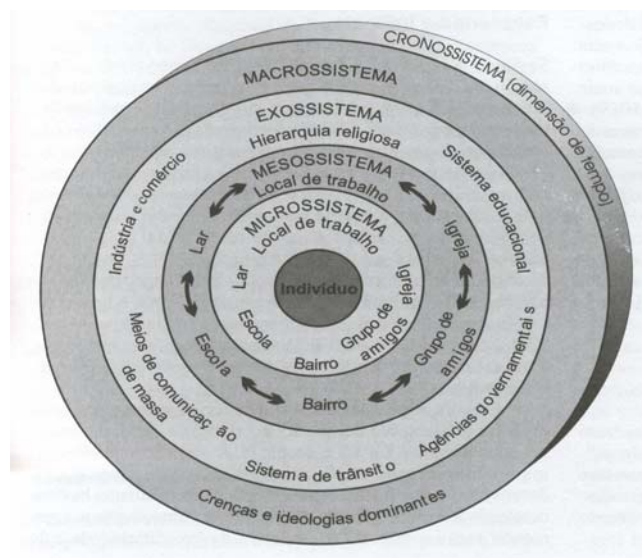 CRONOSSISTEMA (dimensão de tempo)
MACROSSISTEMA
EXOSSISTEMA
Hierarquia religiosa
Indústria e comércio
Sistema educacional
MESOSSISTEMA
Local de trabalho
Lar
Igreja
MICROSSISTEMA
Local de trabalho
Lar
Igreja
Indivíduo
Escola
Grupo de
amigos
Bairro
Escola
Grupo de
amigos
Bairro
Meios de comunicaç ão
de massa
Agências governamentais
Sistema de trânsito
Crenças e ideologias dominantes